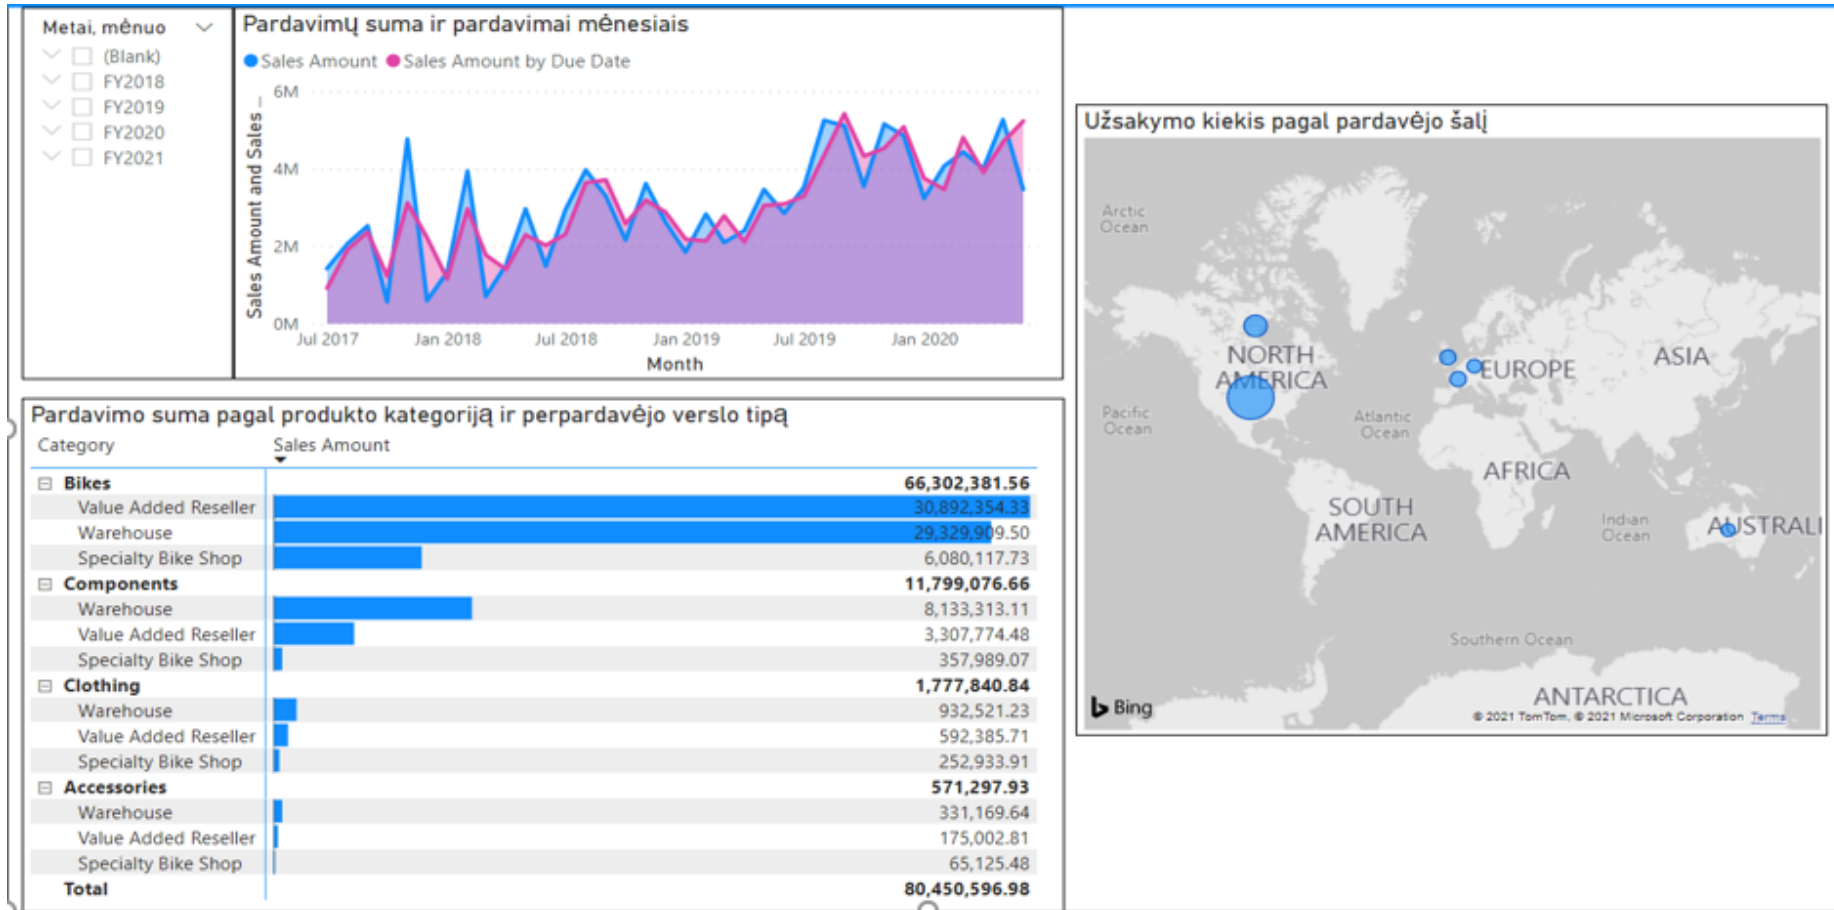 Metai, mėnuo
(Blank)
FY2018
FY2019
FY2020
FY2021
Pardavimų suma ir pardavimai mėnesiais
Sales Amount Sales Amount by Due Date
Sales Amount and Sales ...
6M
4M
2M
0M
Jul 2017 Jan 2018 Jul 2018 Jan 2019 Jul 2019 Jan 2020
Month
Pardavimo suma pagal produkto kategoriją ir perpardavėjo verslo tipą
Category Sales Amount
Bikes 66,302,381.56
Value Added Reseller 30,892,354.33
Warehouse 29,329,909.50
Specialty Bike Shop 6,080,117.73
Components 11,799,076.66
Warehouse 8,133,313.11
Value Added Reseller 3,307,774.48
Specialty Bike Shop 357,989.07
Clothing 1,777,840.84
Warehouse 932,521.23
Value Added Reseller 592,385.71
Specialty Bike Shop 252,933.91
Accessories 571,297.93
Warehouse 331,169.64
Value Added Reseller 175,002.81
Specialty Bike Shop 65,125.48
Total 80,450,596.98
Užsakymo kiekis pagal pardavėjo šalį
Arctic
Ocean
NORTH
AMERICA
EUROPE
ASIA
Pacific
Ocean
Atlantic
Ocean
AFRICA
SOUTH
AMERICA
Indian
Ocean
AUSTRALI
Southern Ocean
ANTARCTICA
Bing
© 2021 TomTom, © 2021 Microsoft Corporation Terms